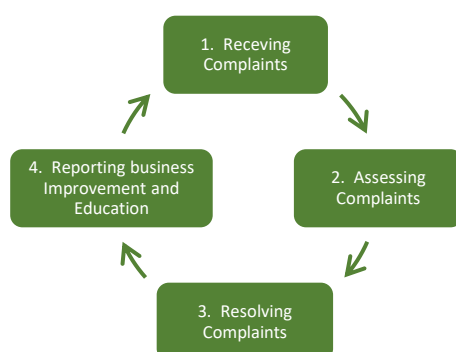 1. Receving
Complaints
2. Assessing
Complaints
3. Resolving
Complaints
4. Reporting business
Improvement and
Education